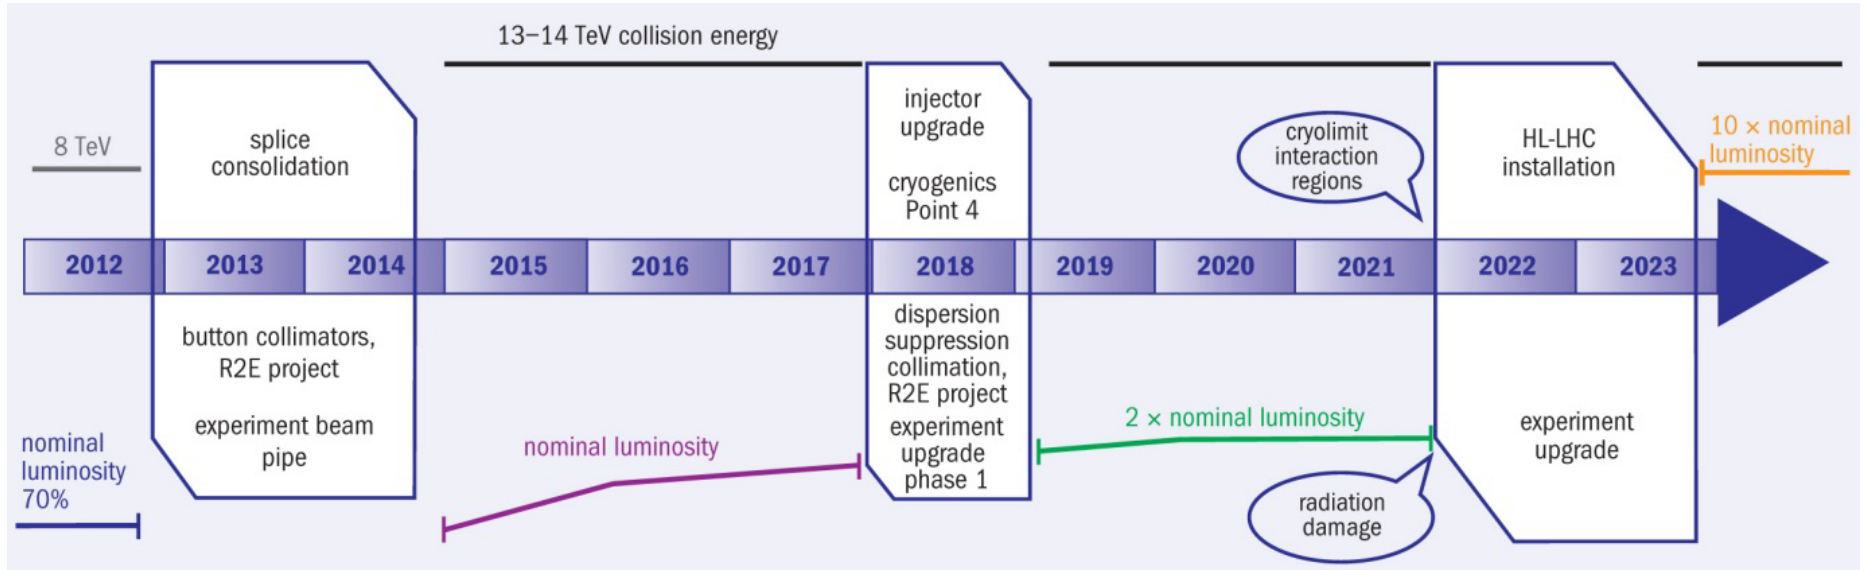 13–14 TeV collision energy
8 TeV
splice
consolidation
injector
upgrade
cryogenics
Point 4
cryolimit
interaction
regions
HL-LHC
installation
10 × nominal
luminosity
2012
2013
2014
2015
2016
2017
2018
2019
2020
2021
2022
2023
nominal
luminosity
70%
button collimators,
R2E project
experiment beam
pipe
nominal luminosity
dispersion
suppression
collimation,
R2E project
experiment
upgrade
phase 1
2 × nominal luminosity
radiation
damage
experiment
upgrade